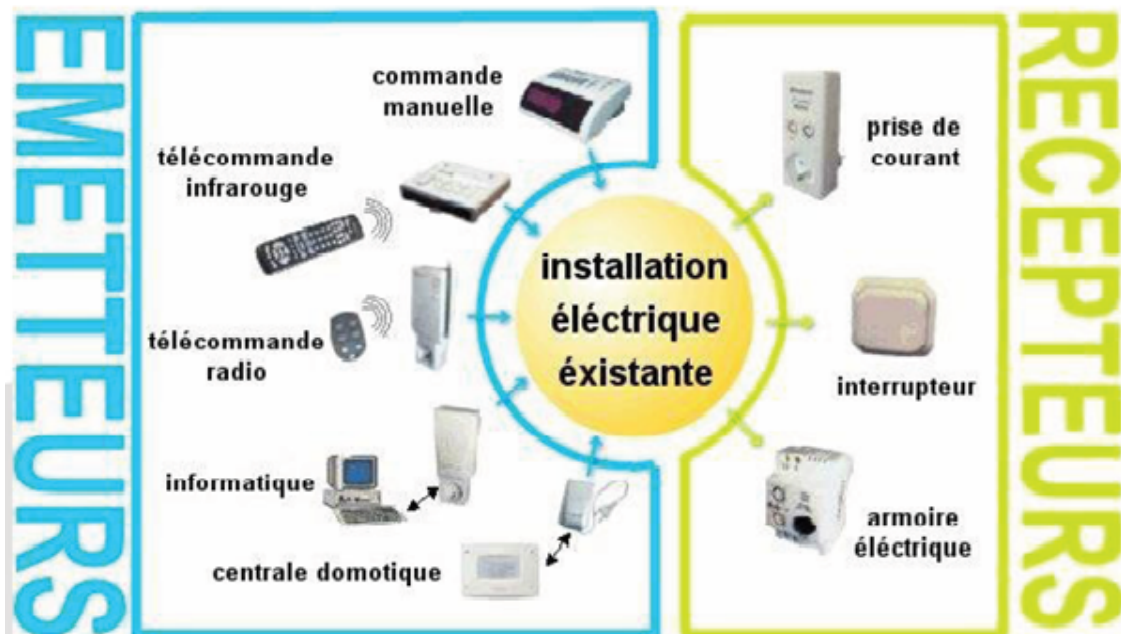 EMETTEURS
commande
manuelle
télécommande
infrarouge
télécommande
radio
informatique
centrale domotique
installation
éléctrique
éxistante
prise de
courant
interrupteur
armoire
éléctrique
RECEPTEURS